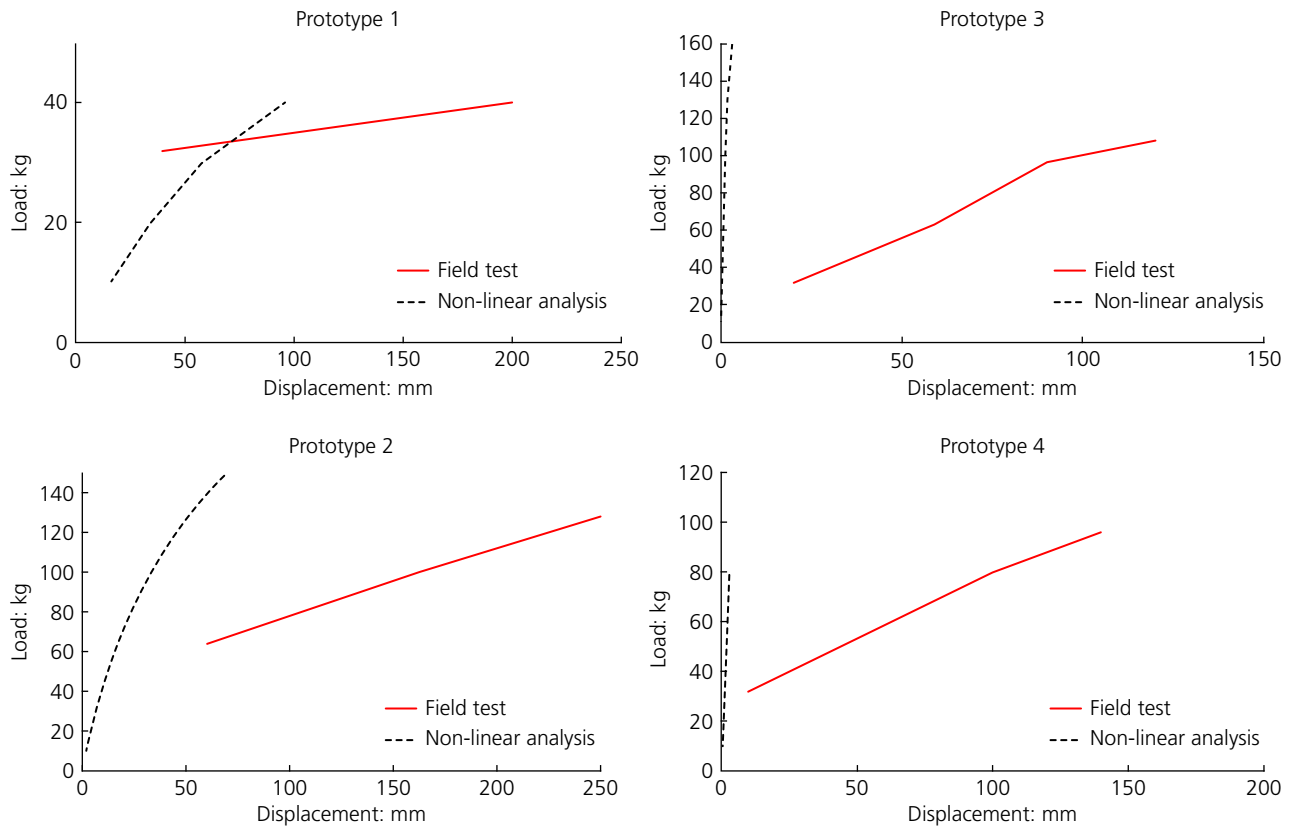 Prototype 1
40
20
0
0 50 100 150 200 250
Load: kg
Displacement: mm
Field test
Non-linear analysis
Prototype 3
160
140
120
100
80
60
40
20
0
0 50 100 150
Load: kg
Displacement: mm
Field test
Non-linear analysis
Prototype 2
140
120
100
80
60
40
20
0
0 50 100 150 200 250
Load: kg
Displacement: mm
Field test
Non-linear analysis
Prototype 4
120
100
80
60
40
20
0
0 50 100 150 200
Load: kg
Displacement: mm
Field test
Non-linear analysis